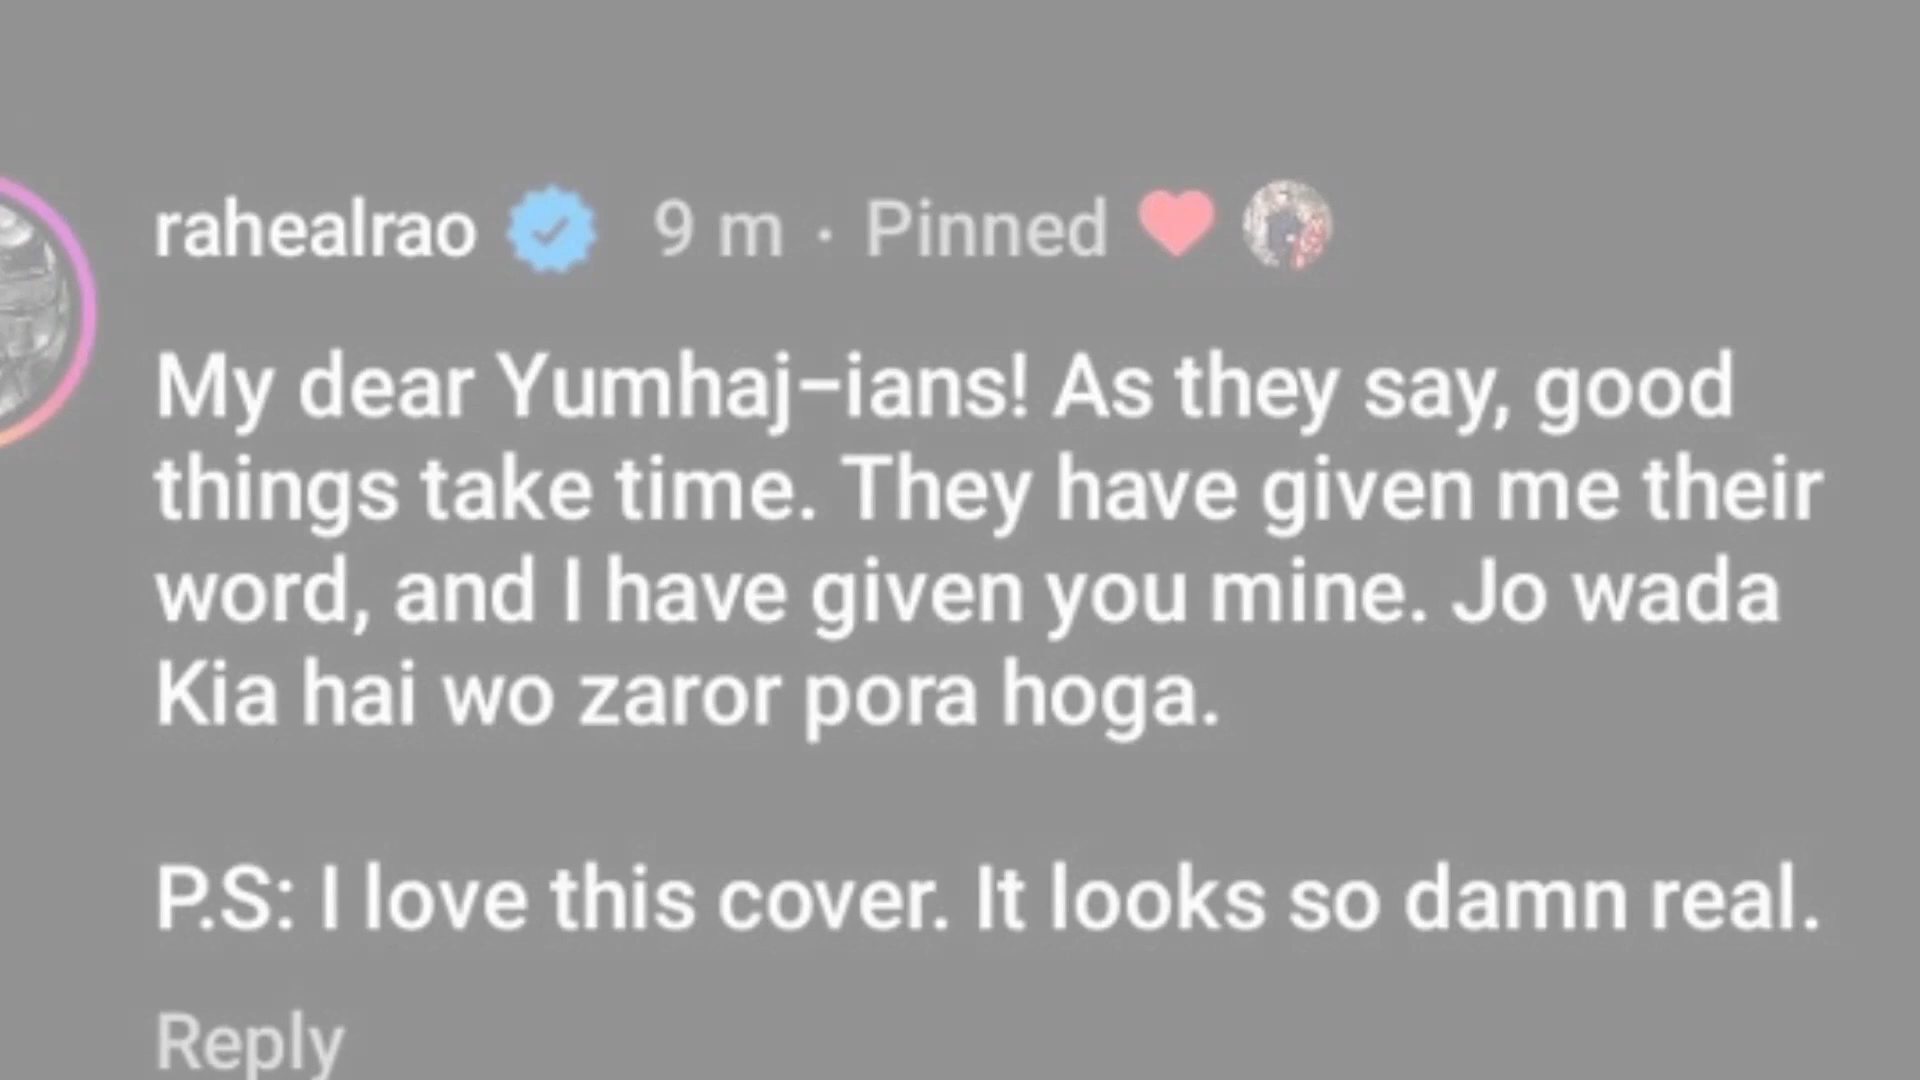 rahealrao 9 m · Pinned
My dear Yumhaj-ians! As they say, good
things take time. They have given me their
word, and I have given you mine. Jo wada
Kia hai wo zaror pora hoga.
P.S: I love this cover. It looks so damn real.
Reply